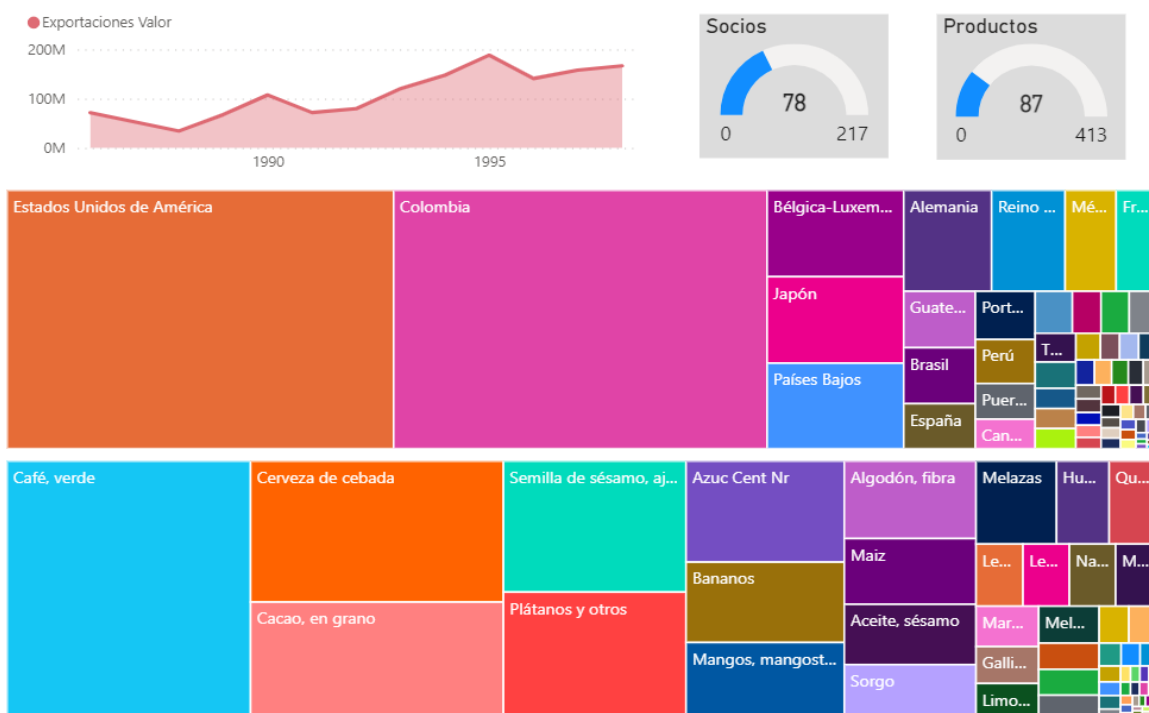 Exportaciones Valor
200M
100M
0M
1990
1995
Socios
78
0
217
Productos
87
0
413
Estados Unidos de América
Colombia
Bélgica-Luxem...
Japón
Países Bajos
Alemania
Reino ...
Mé...
Fr...
Guate...
Brasil
España
Port...
Perú
Puer...
Can...
T...
Café, verde
Cerveza de cebada
Cacao, en grano
Semilla de sésamo, aj...
Plátanos y otros
Azuc Cent Nr
Bananos
Mangos, mangost...
Algodón, fibra
Maiz
Aceite, sésamo
Sorgo
Melazas
Hu...
Qu...
Le...
Le...
Na...
M...
Mar...
Mel...
Galli...
Limo...